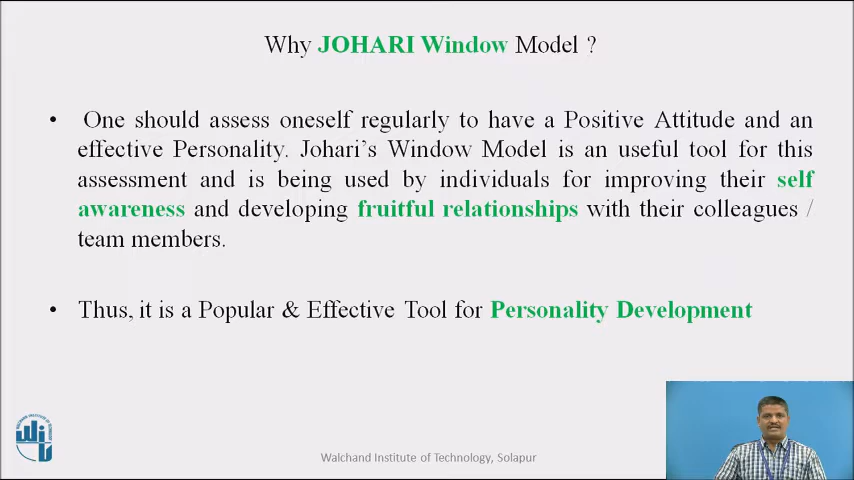 Why JOHARI Window Model ?
• One should assess oneself regularly to have a Positive Attitude and an
effective Personality. Johari's Window Model is an useful tool for this
assessment and is being used by individuals for improving their self
awareness and developing fruitful relationships with their colleagues /
team members.
• Thus, it is a Popular & Effective Tool for Personality Development
Walchand Institute of Technology, Solapur